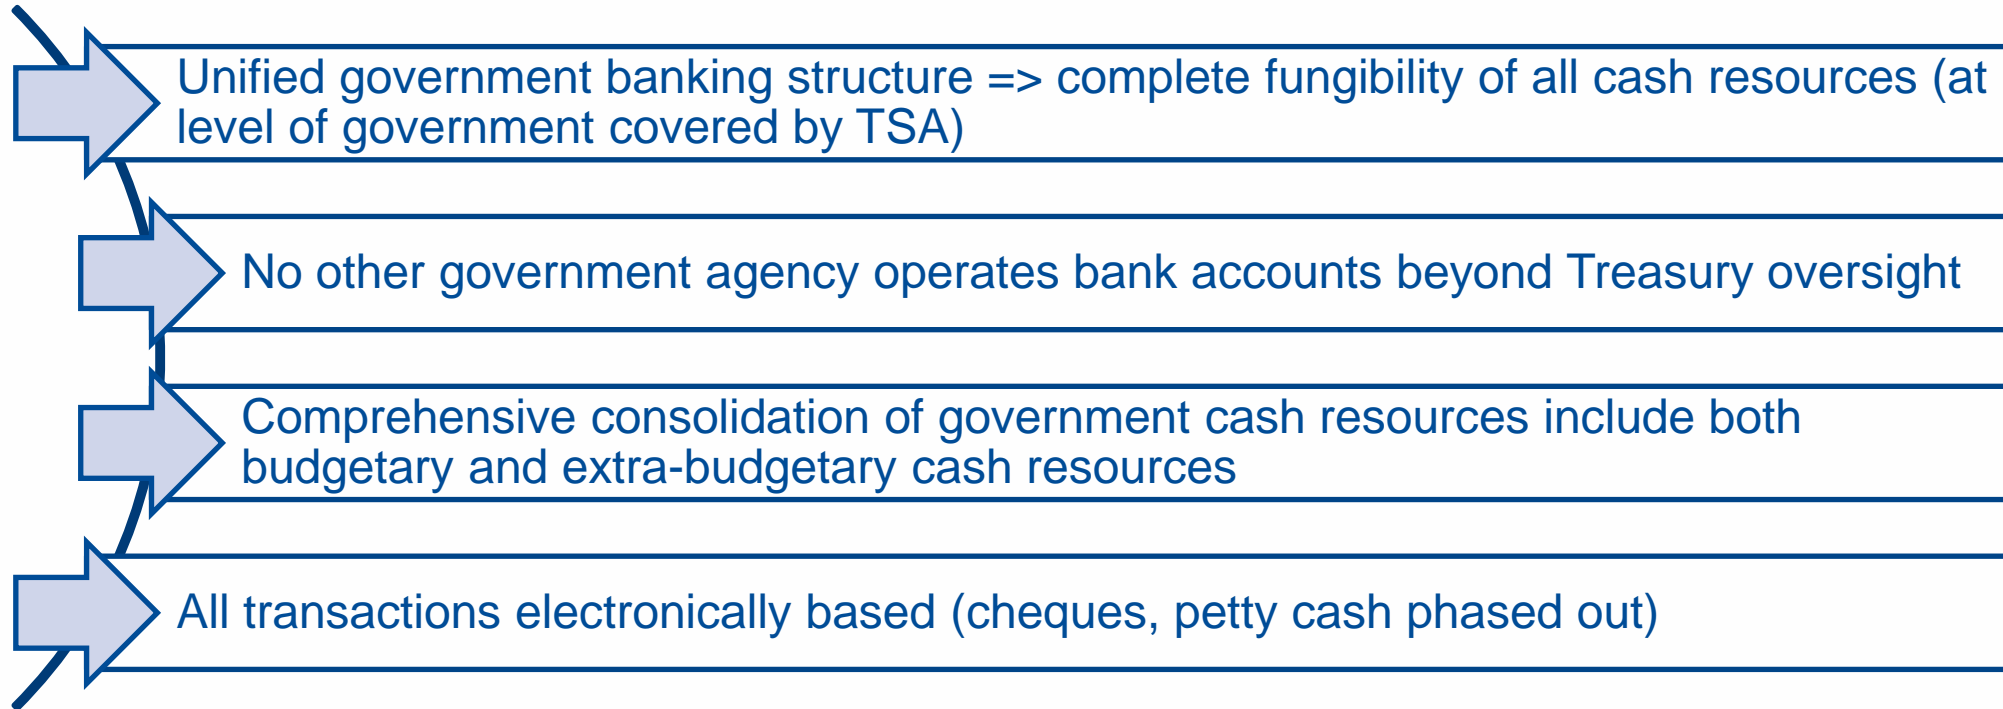 Unified government banking structure => complete fungibility of all cash resources (at
level of government covered by TSA)
No other government agency operates bank accounts beyond Treasury oversight
Comprehensive consolidation of government cash resources include both
budgetary and extra-budgetary cash resources
All transactions electronically based (cheques, petty cash phased out)